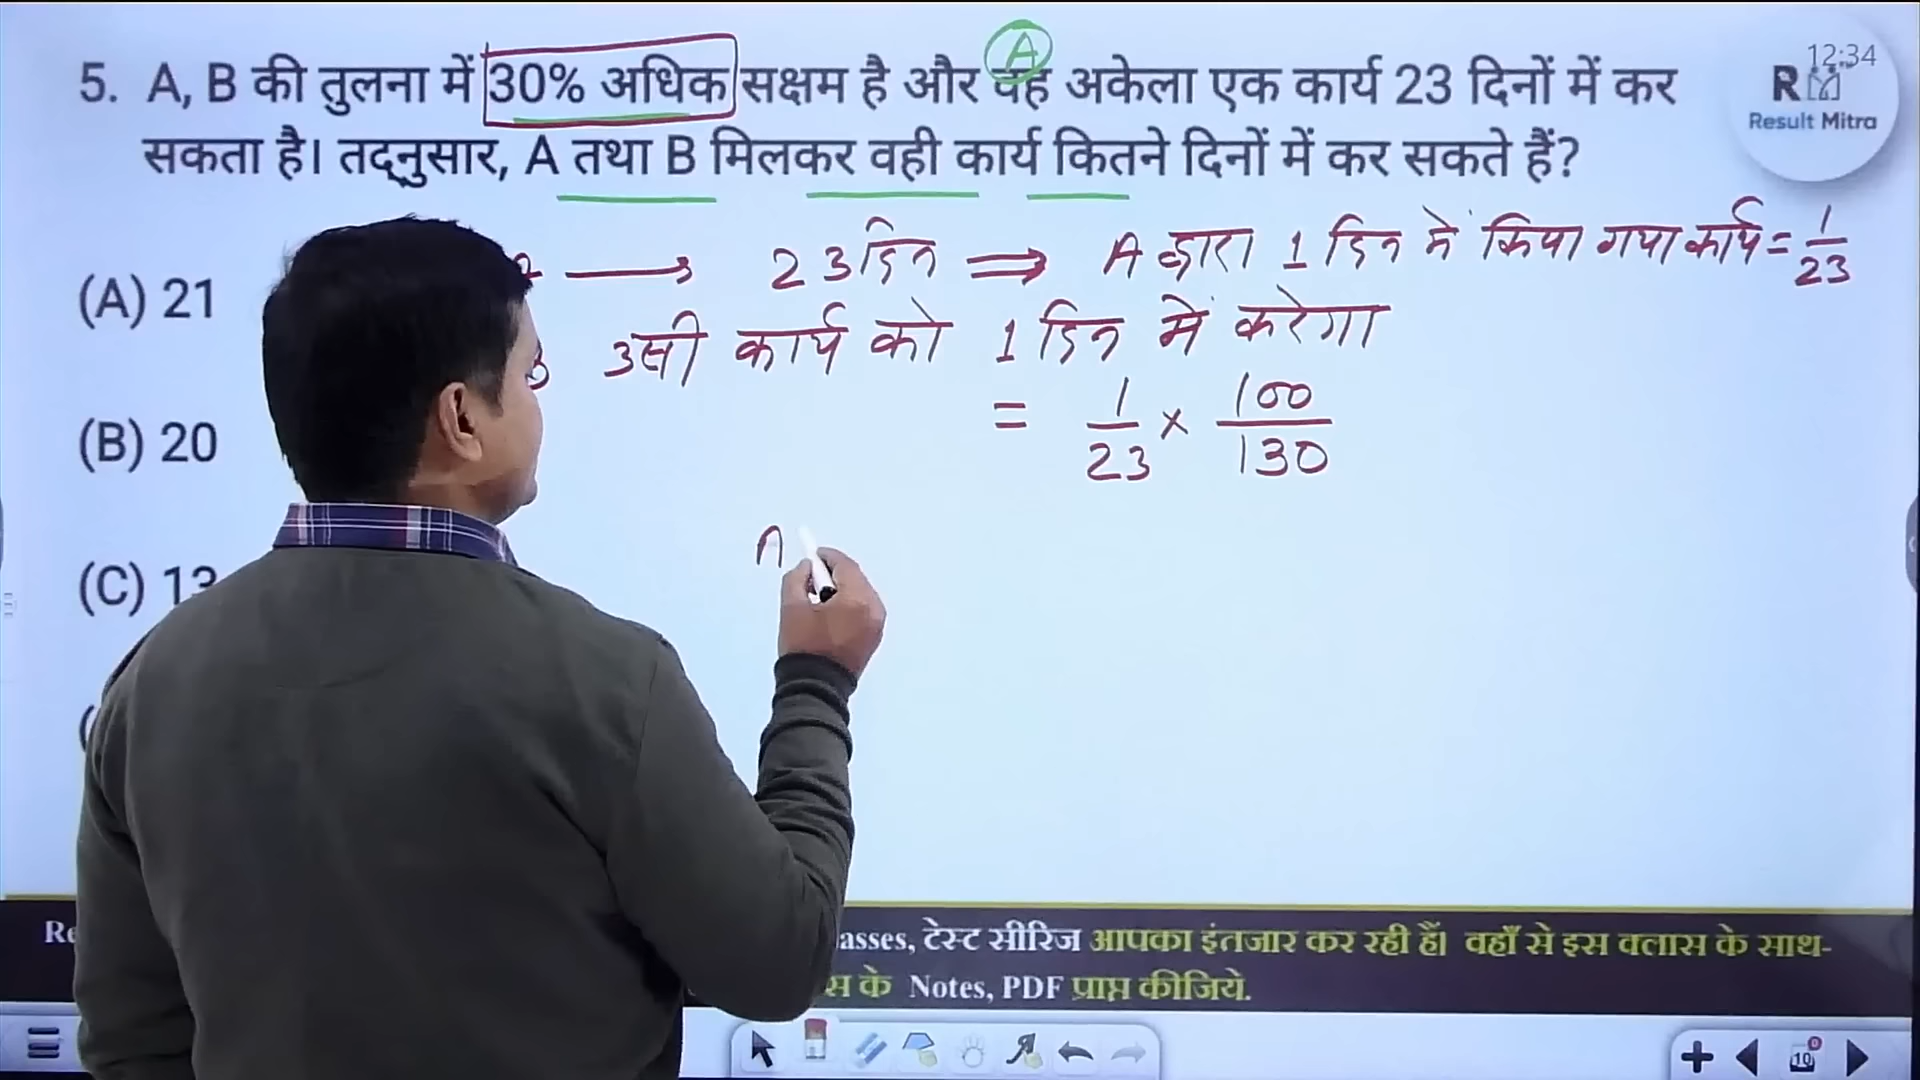 A
12:34
R
Result Mitra
5. A, B की तुलना में 30% अधिक सक्षम है और वह अकेला एक कार्य 23 दिनों में कर
सकता है। तद्नुसार, A तथा B मिलकर वही कार्य कितने दिनों में कर सकते हैं?
23 दिन ⇒ A द्वारा 1 दिन में किया गया कार्य = 1/23
(A) 21
B उसी कार्य को 1 दिन में करेगा
= 1/23 × 100/130
(B) 20
A
(C) 13
टेस्ट सीरिज आपका इंतजार कर रही हैं। वहाँ से इस क्लास के साथ-
के Notes, PDF प्राप्त कीजिये.
10